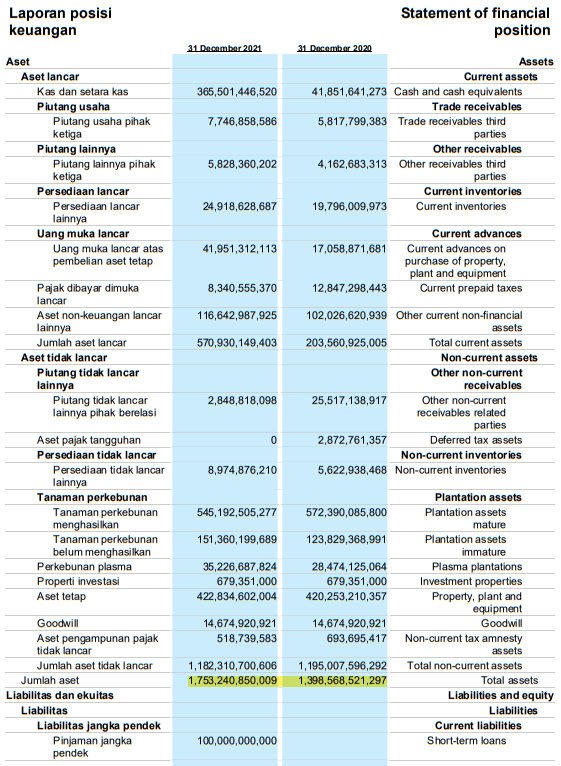 Laporan posisi Statement of financial
keuangan position
31 December 2021 31 December 2020
Aset Assets
Aset lancar Current assets
Kas dan setara kas 365,501,446,520 41,851,641,273 Cash and cash equivalents
Piutang usaha Trade receivables
Piutang usaha pihak 7,746,858,586 5,817,799,383 Trade receivables third
ketiga parties
Piutang lainnya Other receivables
Piutang lainnya pihak 5,828,360,202 4,162,683,313 Other receivables third
ketiga parties
Persediaan lancar Current inventories
Persediaan lancar 24,918,628,687 19,796,009,973 Current inventories
lainnya
Uang muka lancar Current advances
Uang muka lancar atas 41,951,312,113 17,058,871,681 Current advances on
pembelian aset tetap purchase of property,
plant and equipment
Pajak dibayar dimuka 8,340,555,370 12,847,298,443 Current prepaid taxes
lancar
Aset non-keuangan lancar 116,642,987,925 102,026,620,939 Other current non-financial
lainnya assets
Jumlah aset lancar 570,930,149,403 203,560,925,005 Total current assets
Aset tidak lancar Non-current assets
Piutang tidak lancar Other non-current
lainnya receivables
Piutang tidak lancar 2,848,818,098 25,517,138,917 Other non-current
lainnya pihak berelasi receivables related
parties
Aset pajak tangguhan 0 2,872,761,357 Deferred tax assets
Persediaan tidak lancar Non-current inventories
Persediaan tidak lancar 8,974,876,210 5,622,938,468 Non-current inventories
lainnya
Tanaman perkebunan Plantation assets
Tanaman perkebunan 545,192,505,277 572,390,085,800 Plantation assets
menghasilkan mature
Tanaman perkebunan 151,360,199,689 123,829,368,991 Plantation assets
belum menghasilkan immature
Perkebunan plasma 35,226,687,824 28,474,125,064 Plasma plantations
Properti investasi 679,351,000 679,351,000 Investment properties
Aset tetap 422,834,602,004 420,253,210,357 Property, plant and
equipment
Goodwill 14,674,920,921 14,674,920,921 Goodwill
Aset pengampunan pajak 518,739,583 693,695,417 Non-current tax amnesty
tidak lancar assets
Jumlah aset tidak lancar 1,182,310,700,606 1,195,007,596,292 Total non-current assets
Jumlah aset 1,753,240,850,009 1,398,568,521,297 Total assets
Liabilitas dan ekuitas Liabilities and equity
Liabilitas Liabilities
Liabilitas jangka pendek Current liabilities
Pinjaman jangka 100,000,000,000 Short-term loans
pendek